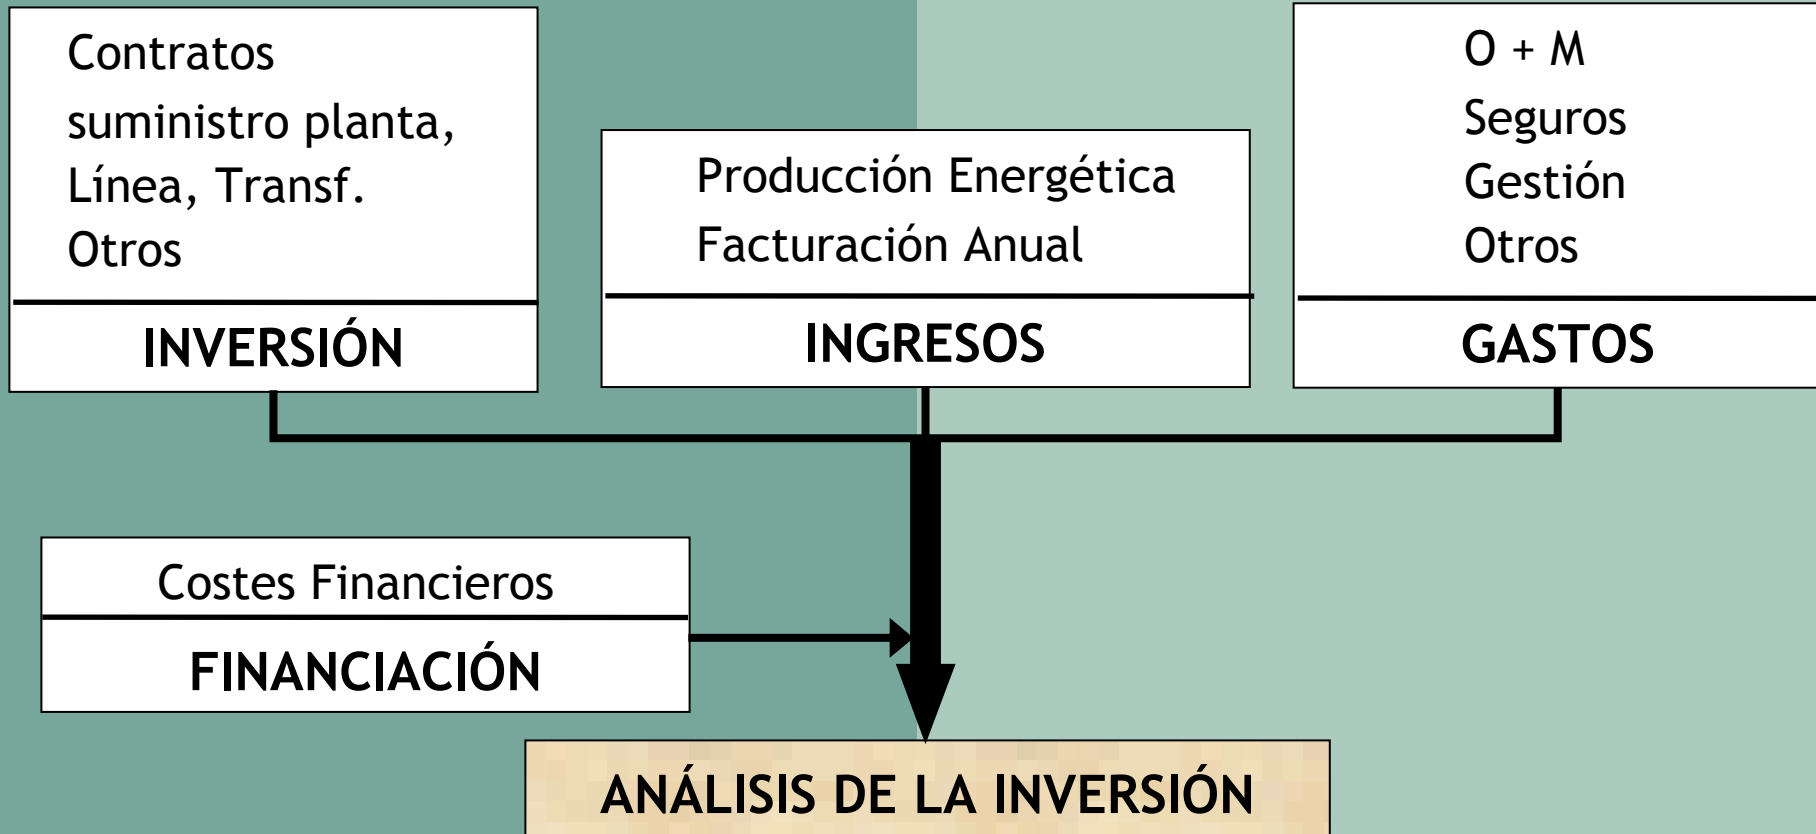 Contratos
suministro planta,
Línea, Transf.
Otros
INVERSIÓN
Producción Energética
Facturación Anual
INGRESOS
O + M
Seguros
Gestión
Otros
GASTOS
Costes Financieros
FINANCIACIÓN
ANÁLISIS DE LA INVERSIÓN